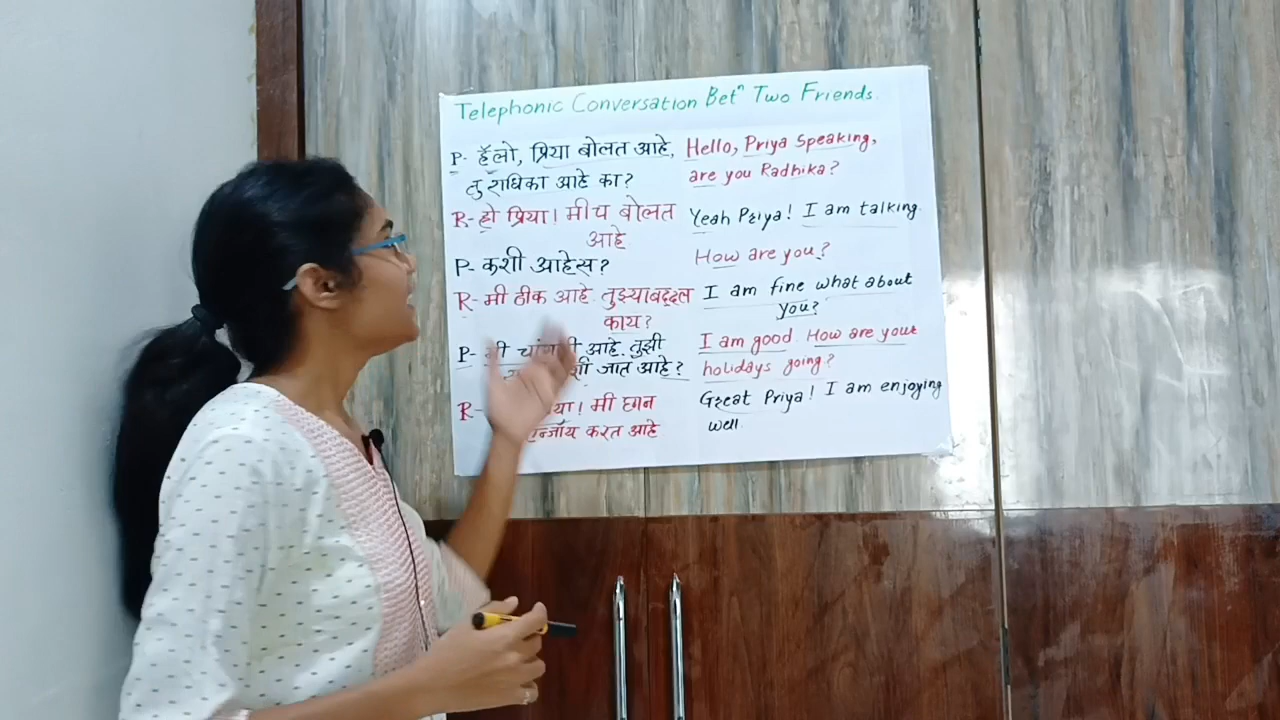 Telephonic Conversation Betⁿ Two Friends.
P- हॅलो, प्रिया बोलत आहे, Hello, Priya Speaking,
तु राधिका आहे का? are you Radhika?
R- हो प्रिया! मीच बोलत Yeah Priya! I am talking.
आहे.
P- कशी आहेस? How are you?
R- मी ठीक आहे. तुझ्याबद्दल I am fine what about
काय? you?
P- मी आहे. तुझी I am good. How are your
जात आहे? holidays going?
R- मी छान Great Priya! I am enjoying
करत आहे well.